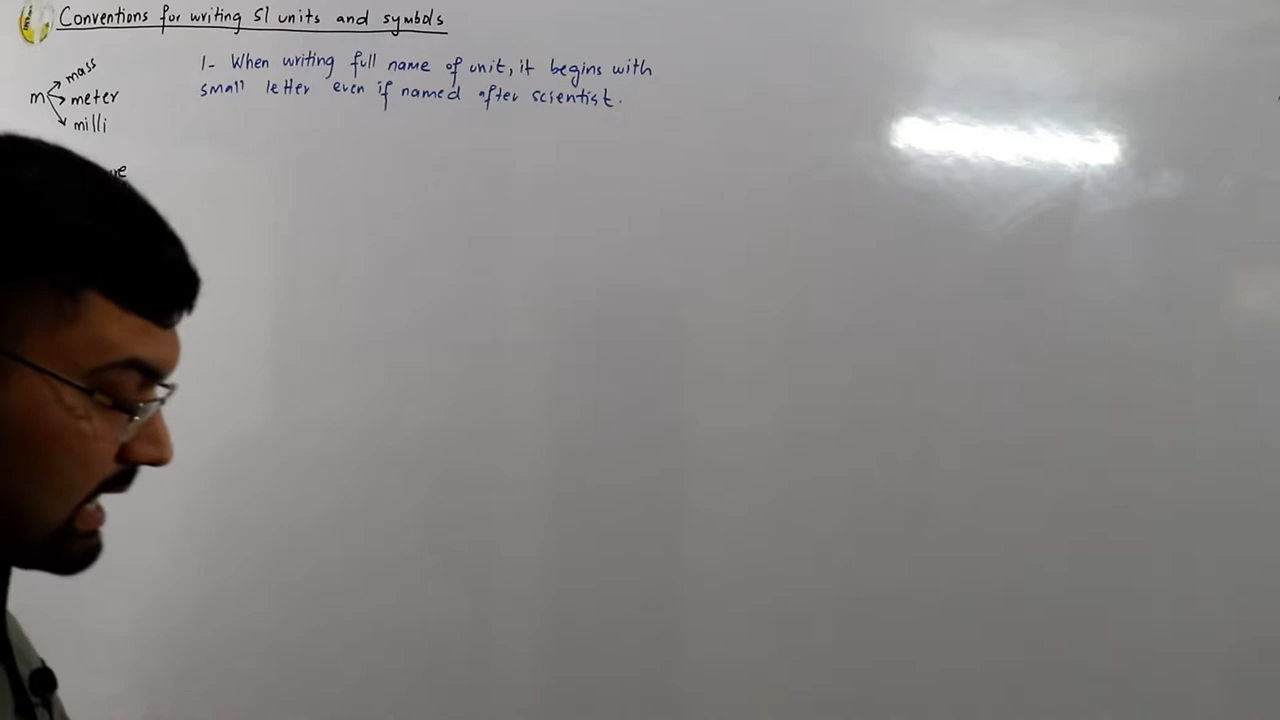 Conventions for writing SI units and symbols
m
mass
meter
milli
1- When writing full name of unit, it begins with
small letter even if named after scientist.